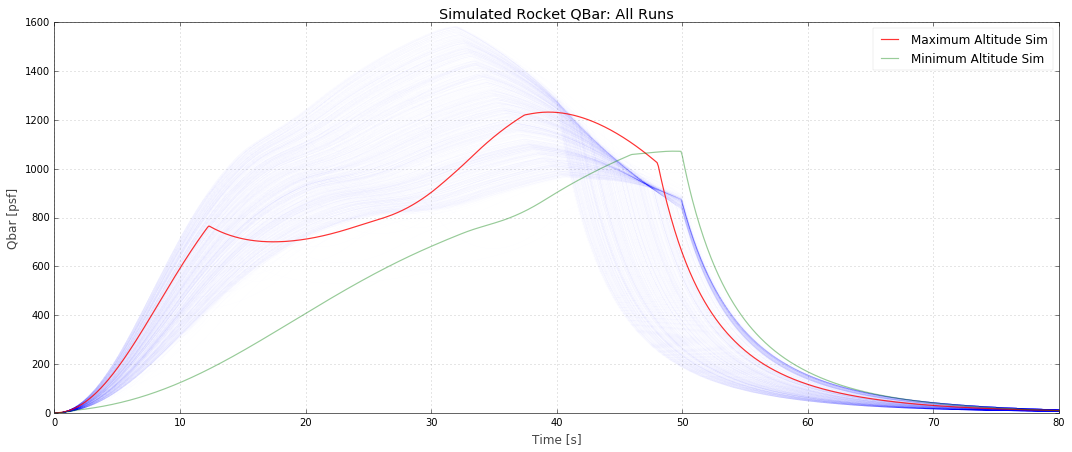 Simulated Rocket QBar: All Runs
Maximum Altitude Sim
Minimum Altitude Sim
Qbar [psf]
1600
1400
1200
1000
800
600
400
200
0
0 10 20 30 40 50 60 70 80
Time [s]